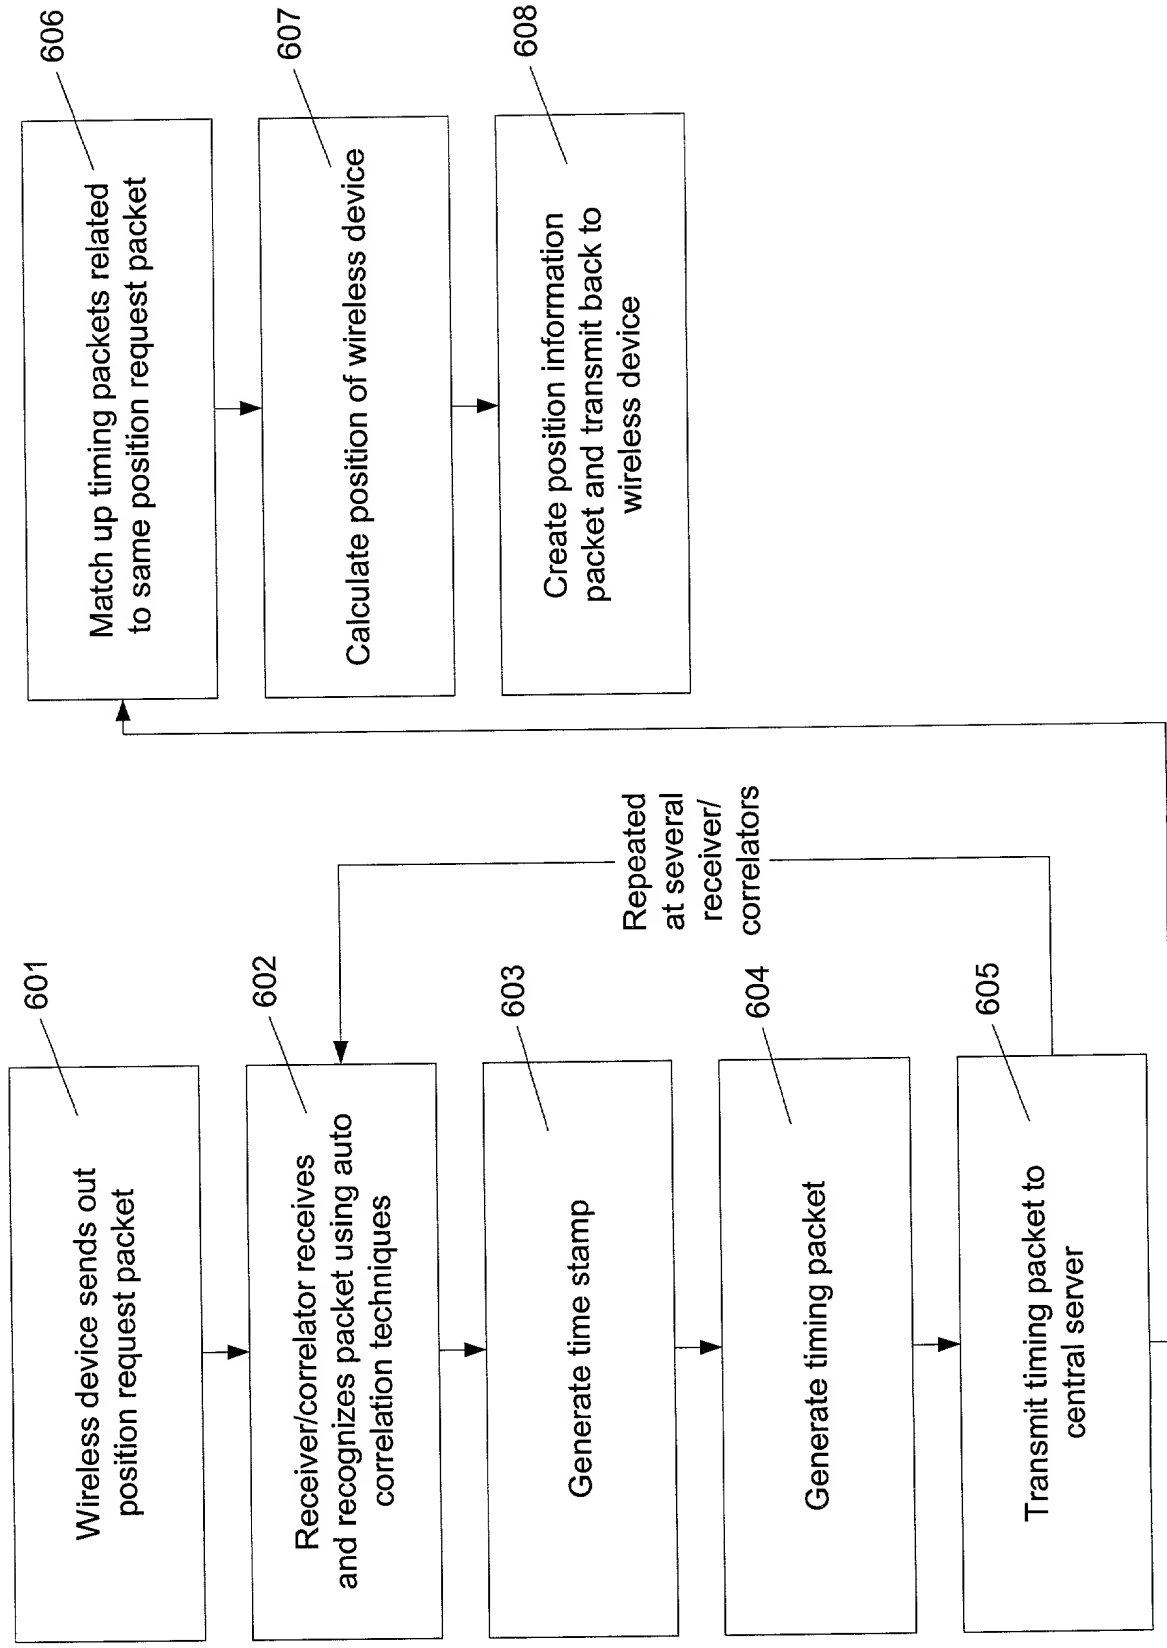 601
Wireless device sends out
position request packet
602
Receiver/correlator receives
and recognizes packet using auto
correlation techniques
603
Generate time stamp
604
Generate timing packet
605
Transmit timing packet to
central server
Repeated
at several
receiver/
correlators
606
Match up timing packets related
to same position request packet
607
Calculate position of wireless device
608
Create position information
packet and transmit back to
wireless device